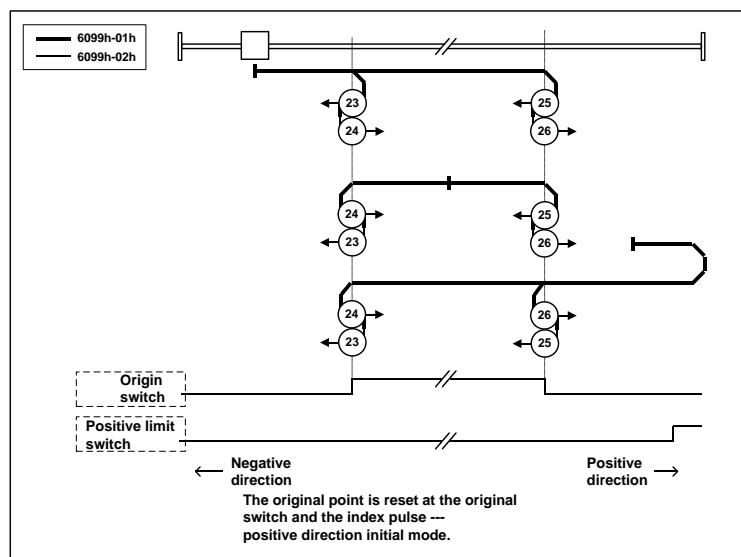 6099h-01h
6099h-02h
23
25
24
26
24
25
23
26
24
26
23
25
Origin
switch
Positive limit
switch
Negative
direction
Positive
direction
The original point is reset at the original
switch and the index pulse ---
positive direction initial mode.